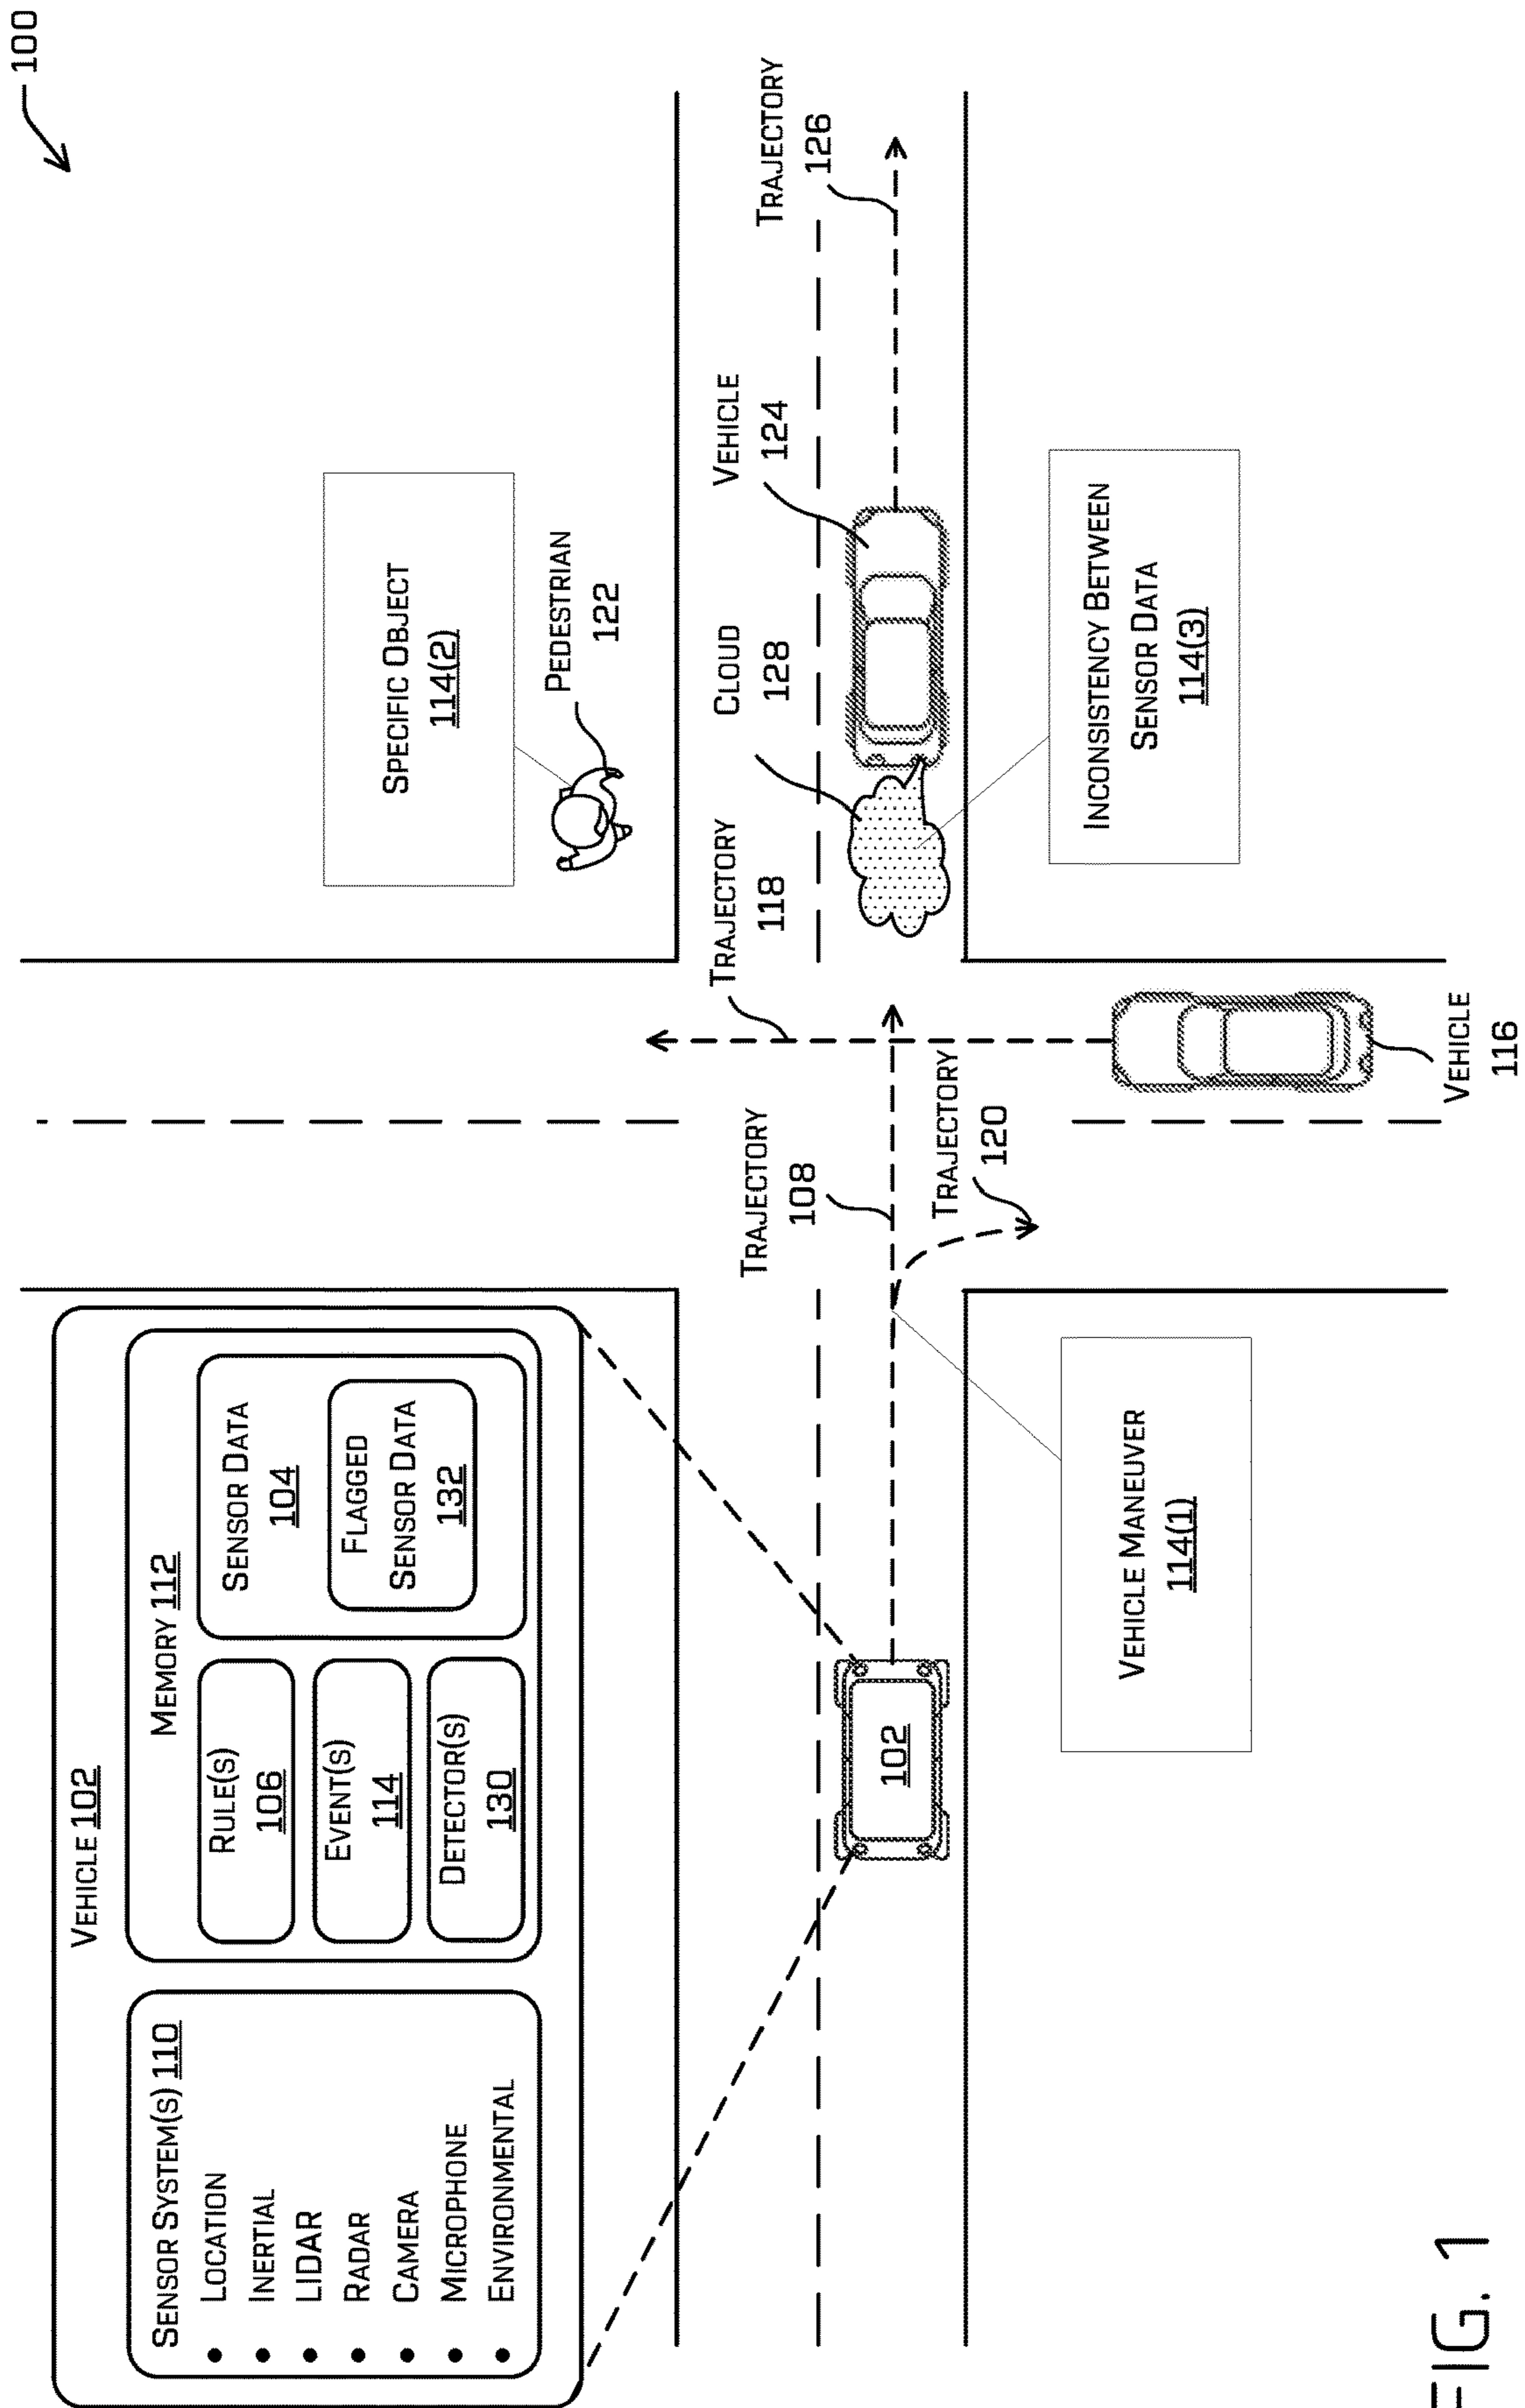 100
VEHICLE 102
SENSOR SYSTEM(S) 110
• LOCATION
• INERTIAL
• LIDAR
• RADAR
• CAMERA
• MICROPHONE
• ENVIRONMENTAL
MEMORY 112
RULE(S)
106
EVENT(S)
114
DETECTOR(S)
130
SENSOR DATA
104
FLAGGED
SENSOR DATA
132
SPECIFIC OBJECT
114(2)
PEDESTRIAN
122
TRAJECTORY
118
CLOUD
128
VEHICLE
124
TRAJECTORY
126
TRAJECTORY
108
TRAJECTORY
120
102
VEHICLE MANEUVER
114(1)
INCONSISTENCY BETWEEN
SENSOR DATA
114(3)
VEHICLE
116
FIG. 1